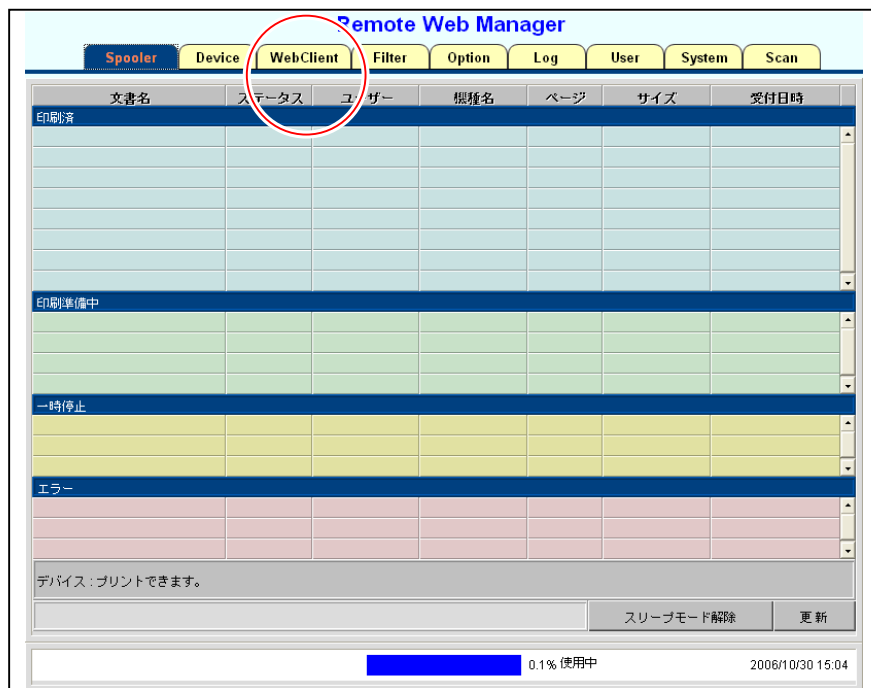 Remote Web Manager
Spooler Device WebClient Filter Option Log User System Scan
文書名 ステータス ユーザー 機種名 ページ サイズ 受付日時
印刷済
印刷準備中
一時停止
エラー
デバイス:プリントできます。
スリープモード解除 更新
0.1% 使用中 2006/10/30 15:04